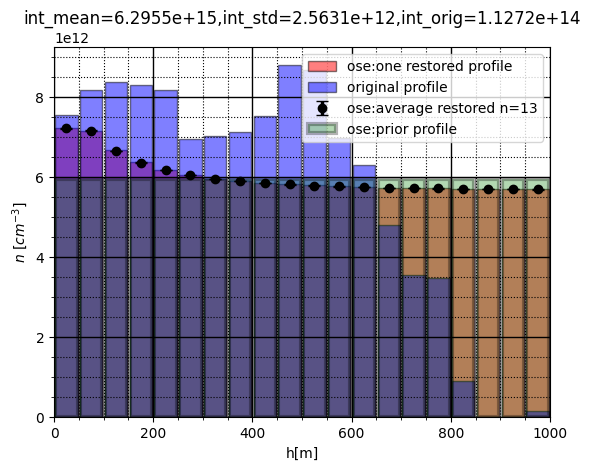 int_mean=6.2955e+15,int_std=2.5631e+12,int_orig=1.1272e+14
1e12
ose:one restored profile
original profile
ose:average restored n=13
ose:prior profile
8
6
4
2
0
n [cm⁻³]
0 200 400 600 800 1000
h[m]